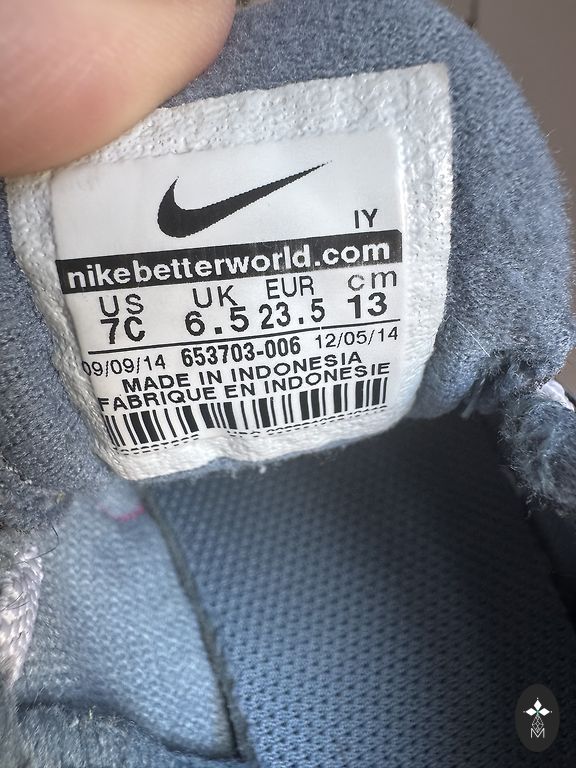 IY
nikebetterworld.com
US UK EUR cm
7C 6.5 23.5 13
09/09/14 653703-006 12/05/14
MADE IN INDONESIA
FABRIQUE EN INDONESIE
M